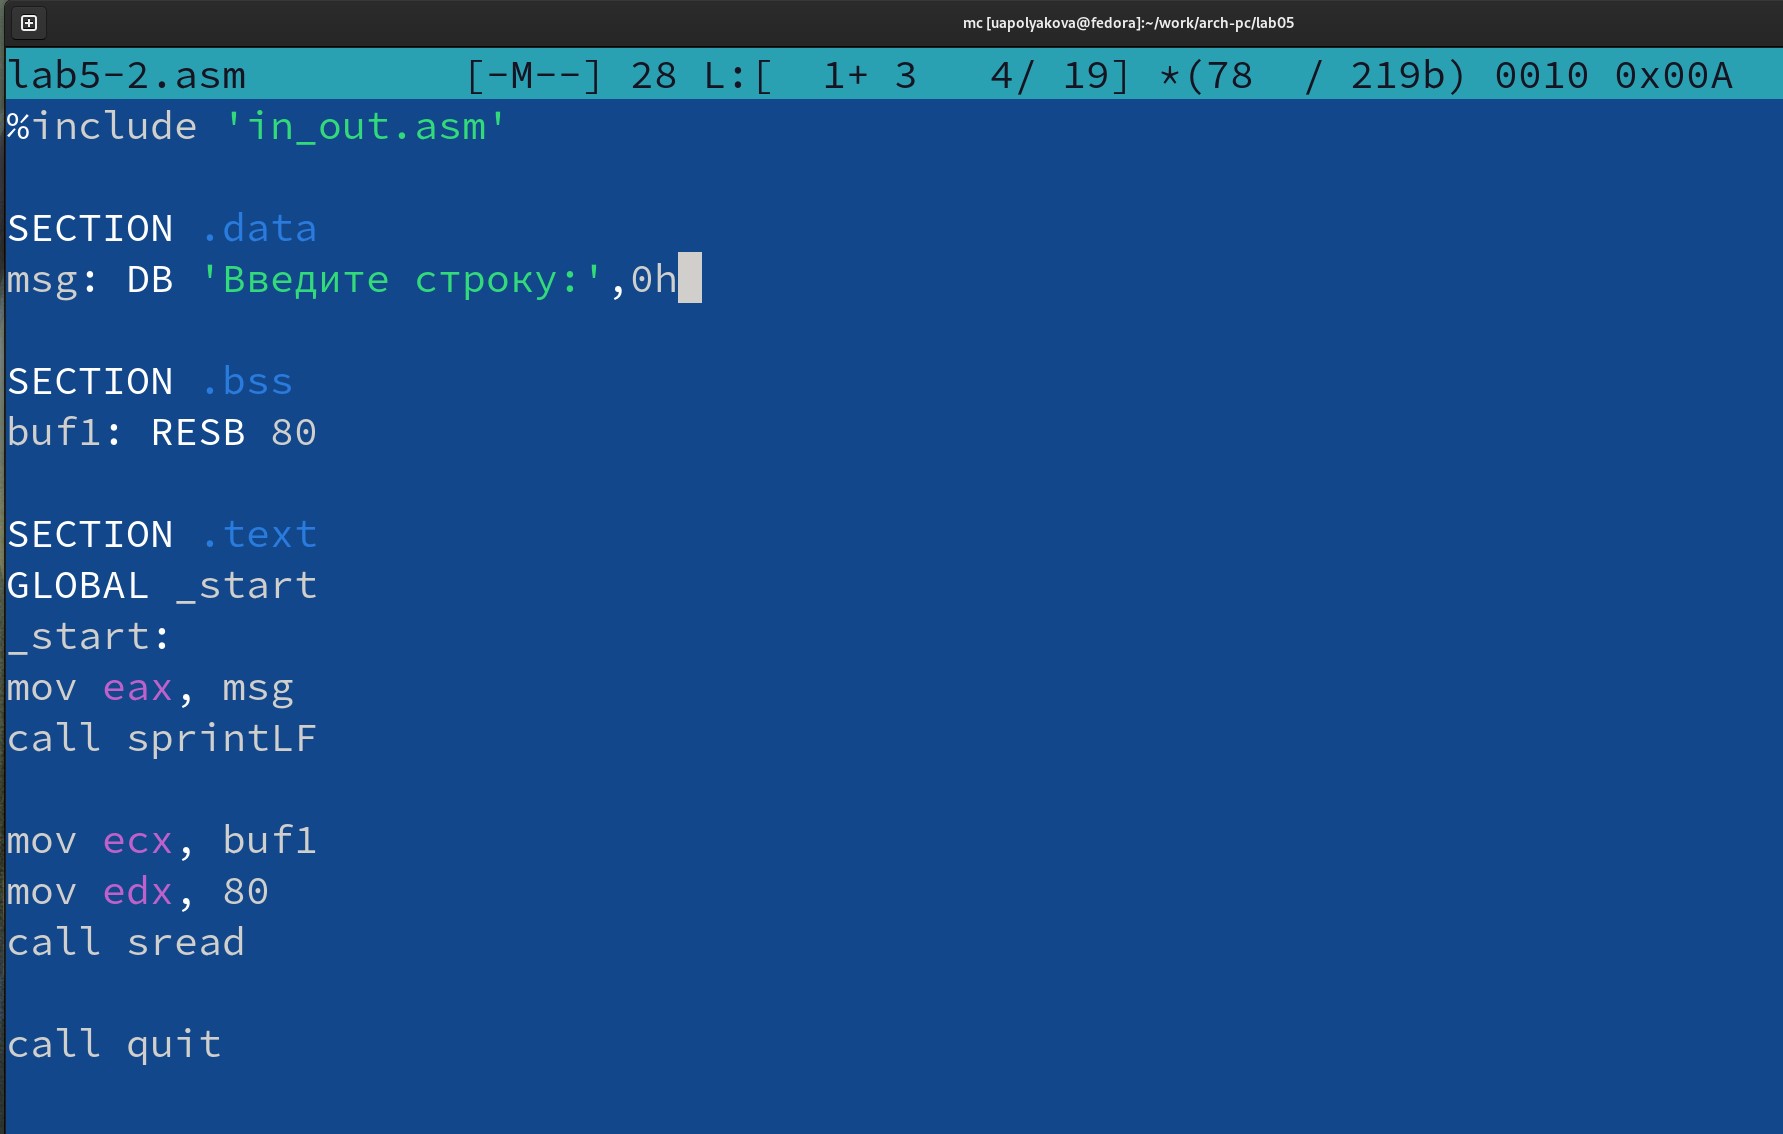 mc [uapolyakova@fedora]:~/work/arch-pc/lab05
lab5-2.asm [-M--] 28 L:[ 1+ 3 4/ 19] *(78 / 219b) 0010 0x00A
%include 'in_out.asm'
SECTION .data
msg: DB 'Введите строку:',0h
SECTION .bss
buf1: RESB 80
SECTION .text
GLOBAL _start
_start:
mov eax, msg
call sprintLF
mov ecx, buf1
mov edx, 80
call sread
call quit